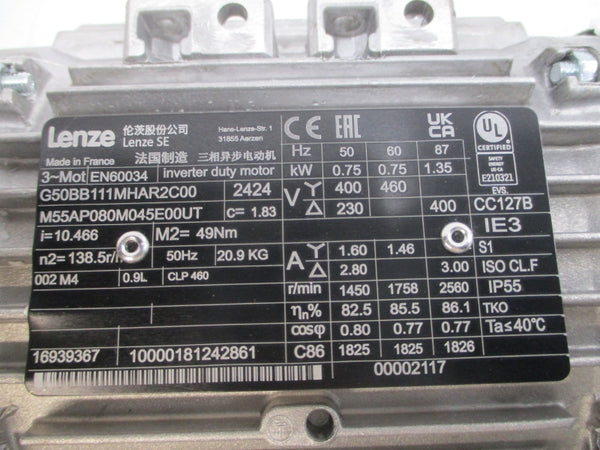 Lenze 伦茨股份公司 Lenze SE
Hans-Lenze-Str. 1
31855 Aerzen
Made in France 法国制造 三相异步电动机
3~Mot EN60034 inverter duty motor
G50BB111MHAR2C00 2424
M55AP080M045E00UT c= 1.83
i=10.466 M2= 49Nm
n2= 138.5r/ 50Hz 20.9 KG
002 M4 0.9L CLP 460
16939367 10000181242861
CE EAC UK CA
UL CERTIFIED
SAFETY
ENERGY
US-CA
E210321
EVS.
Hz 50 60 87
kW 0.75 0.75 1.35
V Y 400 460
△ 230 400
CC127B
IE3
A Y 1.60 1.46 S1
△ 2.80 3.00 ISO CL.F
r/min 1450 1758 2560 IP55
ηn% 82.5 85.5 86.1 TKO
cosφ 0.80 0.77 0.77 Ta≤40℃
C86 1825 1825 1826
00002117